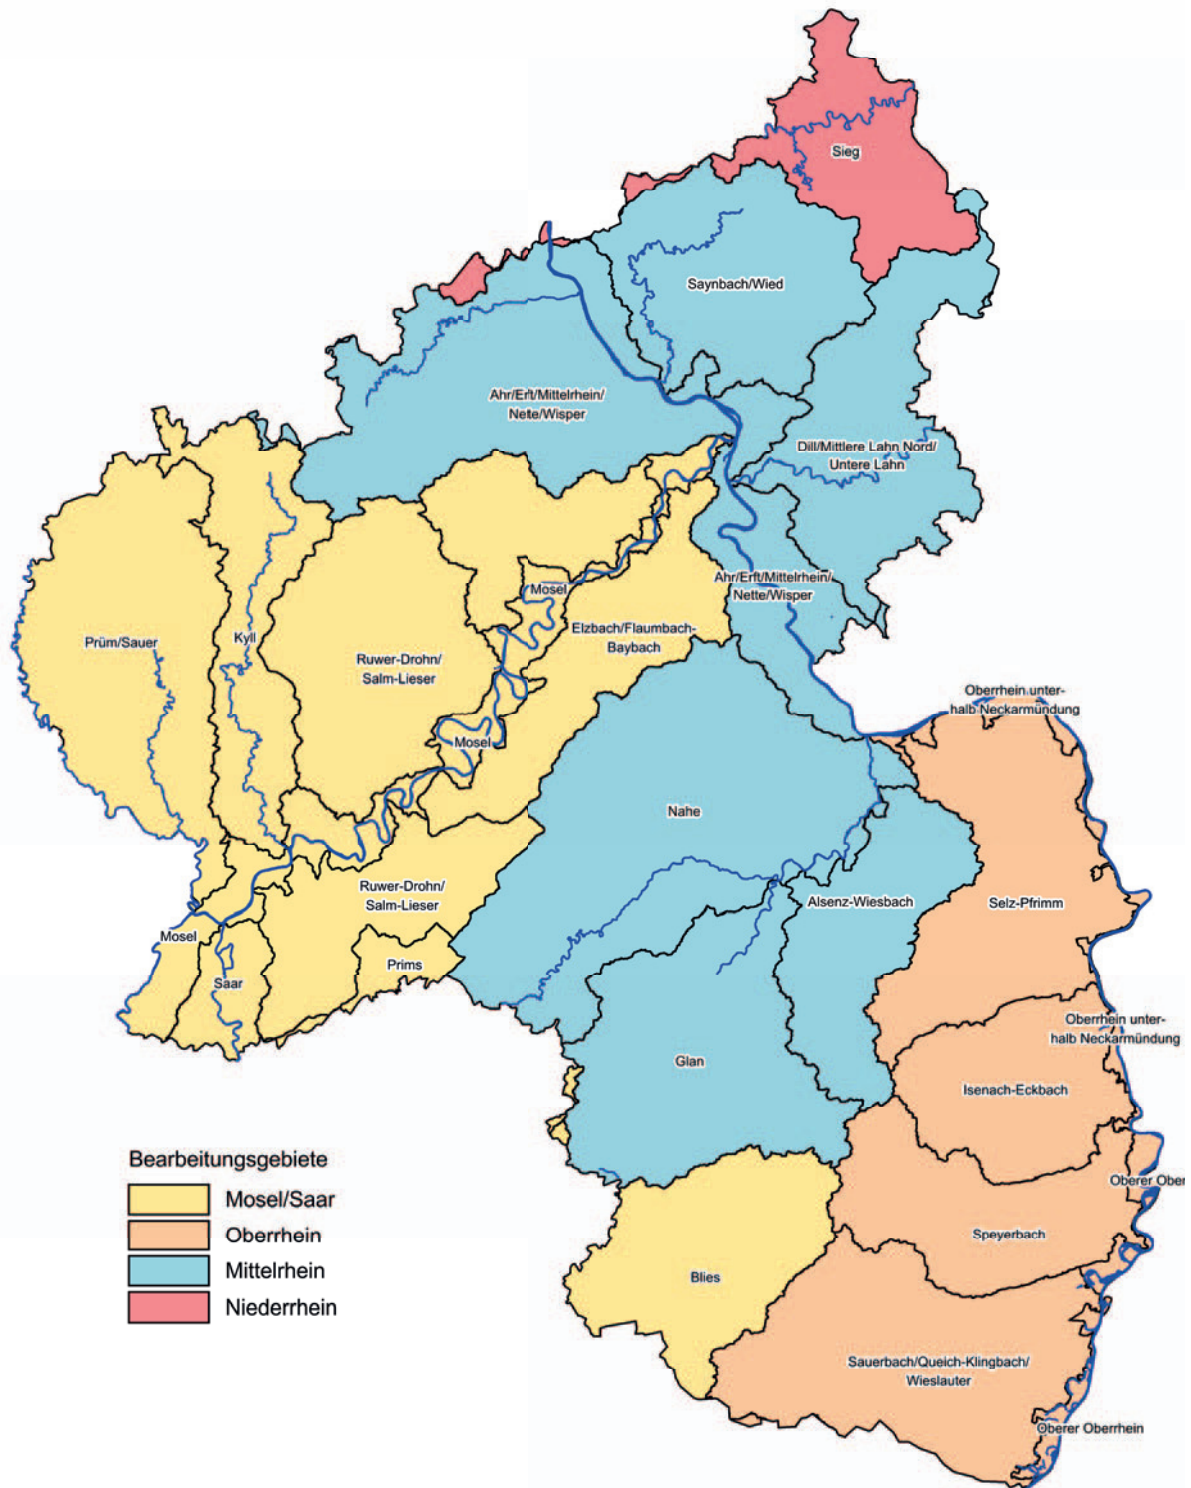 Sieg
Saynbach/Wied
Ahr/Erft/Mittelrhein/
Nette/Wisper
Dill/Mittlere Lahn Nord/
Untere Lahn
Mosel
Ahr/Erft/Mittelrhein/
Nette/Wisper
Elzbach/Flaumbach-
Baybach
Prüm/Sauer
Kyll
Ruwer-Drohn/
Salm-Lieser
Oberrhein unter-
halb Neckarmündung
Mosel
Nahe
Ruwer-Drohn/
Salm-Lieser
Alsenz-Wiesbach
Selz-Pfrimm
Mosel
Prims
Saar
Oberrhein unter-
halb Neckarmündung
Glan
Isenach-Eckbach
Bearbeitungsgebiete
Mosel/Saar
Oberrhein
Mittelrhein
Niederrhein
Oberer Ober
Speyerbach
Blies
Sauerbach/Queich-Klingbach/
Wieslauter
Oberer Oberrhein